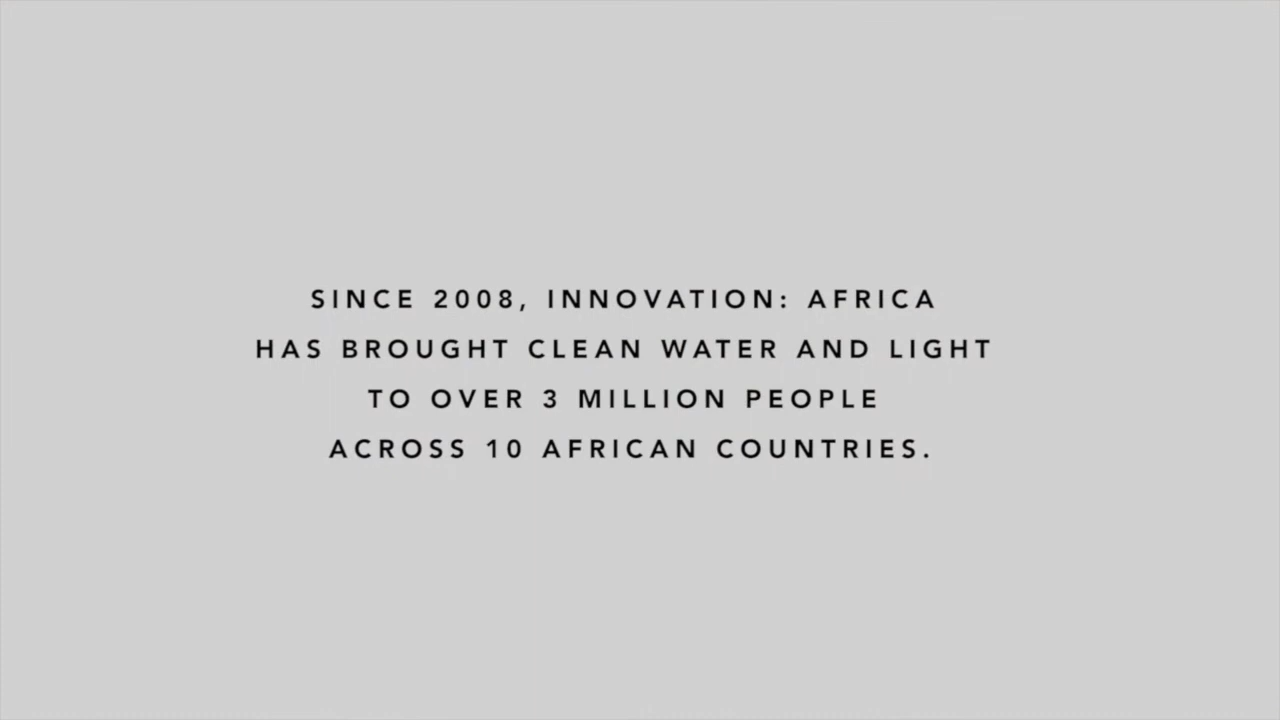 SINCE 2008, INNOVATION: AFRICA
HAS BROUGHT CLEAN WATER AND LIGHT
TO OVER 3 MILLION PEOPLE
ACROSS 10 AFRICAN COUNTRIES.